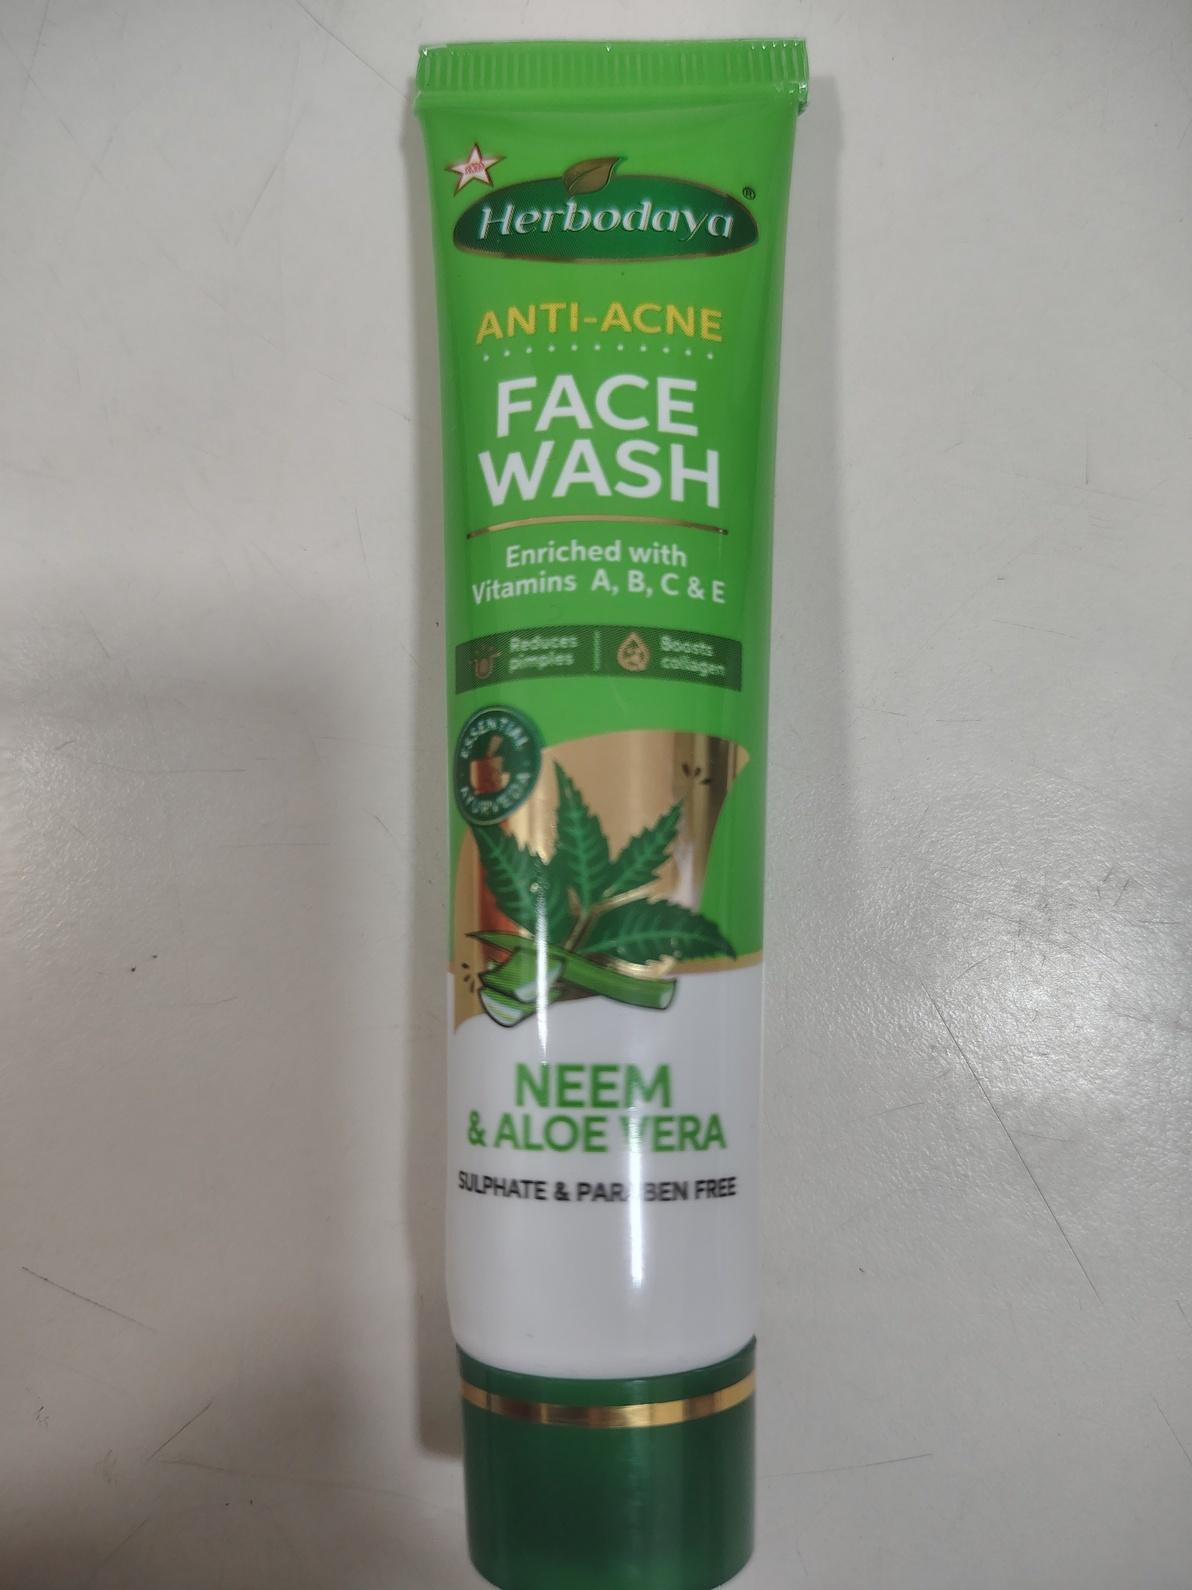 Herbodaya®
ANTI-ACNE
FACE
WASH
Enriched with
Vitamins A, B, C & E
Reduces
pimples
Boosts
collagen
ESSENTIAL
AYURVEDA
NEEM
& ALOE VERA
SULPHATE & PARABEN FREE